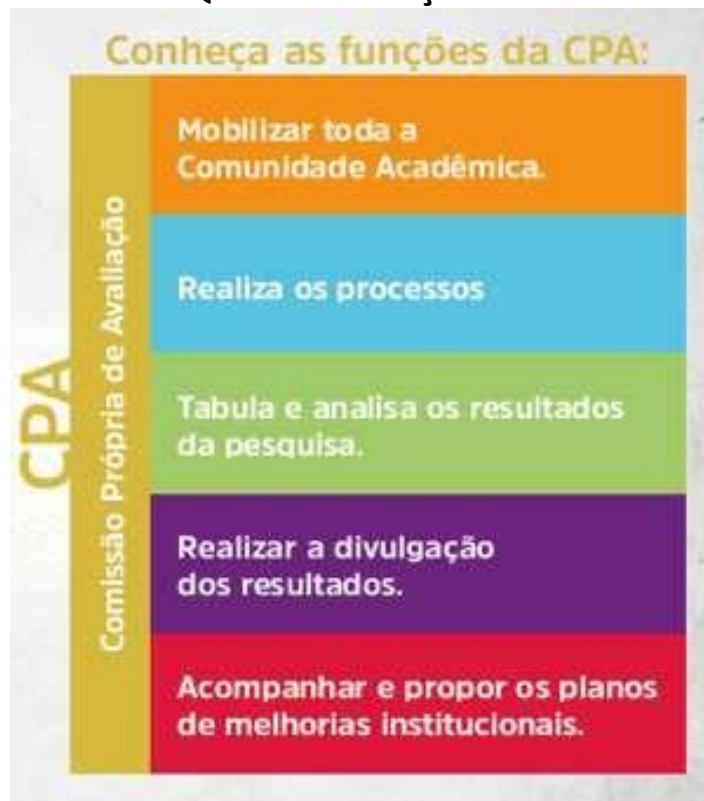 Conheça as funções da CPA:
CPA
Comissão Própria de Avaliação
Mobilizar toda a
Comunidade Acadêmica.
Realiza os processos
Tabula e analisa os resultados
da pesquisa.
Realizar a divulgação
dos resultados.
Acompanhar e propor os planos
de melhorias institucionais.